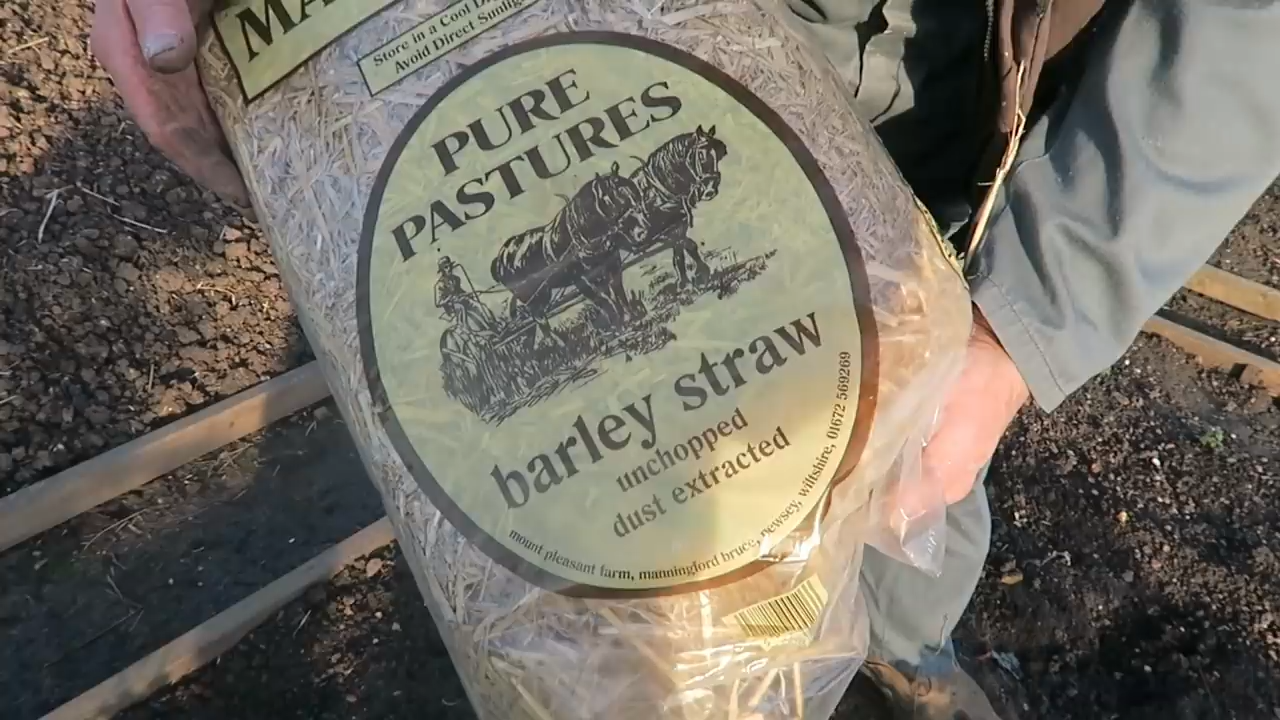 MA
Store in a Cool D
Avoid Direct Sunlig
PURE
PASTURES
barley straw
unchopped
dust extracted
mount pleasant farm, manningford bruce, pewsey, wiltshire, 01672 569269